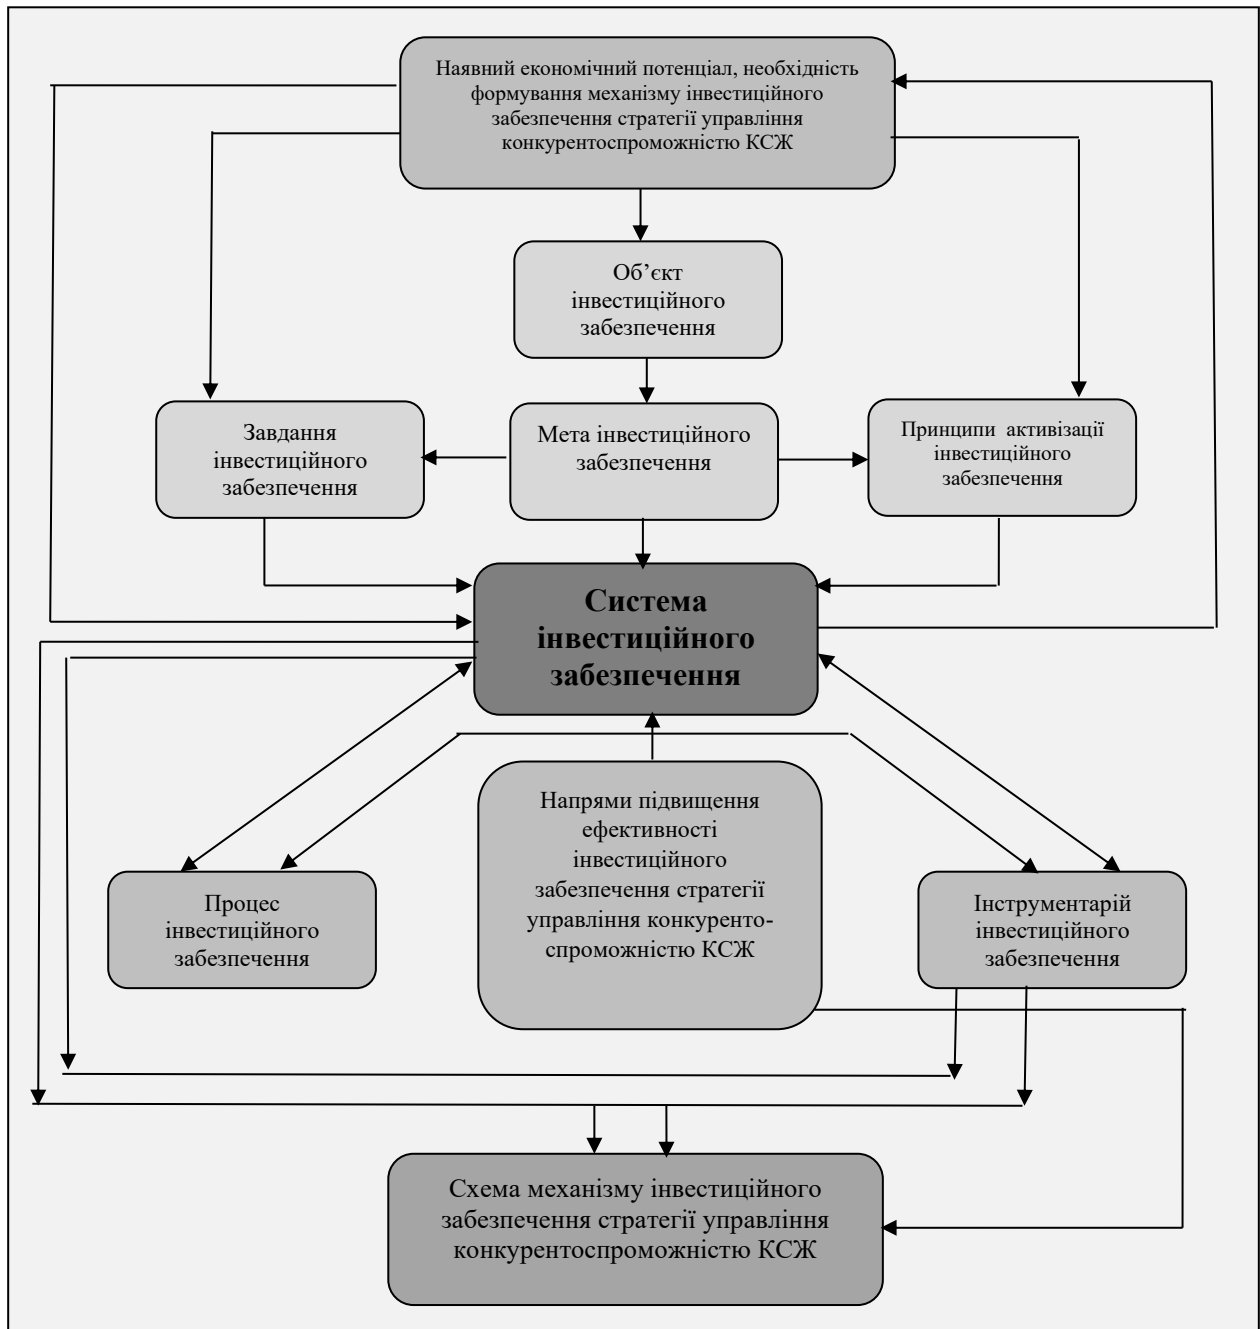 Наявний економічний потенціал, необхідність
формування механізму інвестиційного
забезпечення стратегії управління
конкурентоспроможністю КСЖ
Об’єкт
інвестиційного
забезпечення
Завдання
інвестиційного
забезпечення
Мета інвестиційного
забезпечення
Принципи активізації
інвестиційного
забезпечення
Система
інвестиційного
забезпечення
Напрями підвищення
ефективності
інвестиційного
забезпечення стратегії
управління конкуренто-
спроможністю КСЖ
Процес
інвестиційного
забезпечення
Інструментарій
інвестиційного
забезпечення
Схема механізму інвестиційного
забезпечення стратегії управління
конкурентоспроможністю КСЖ